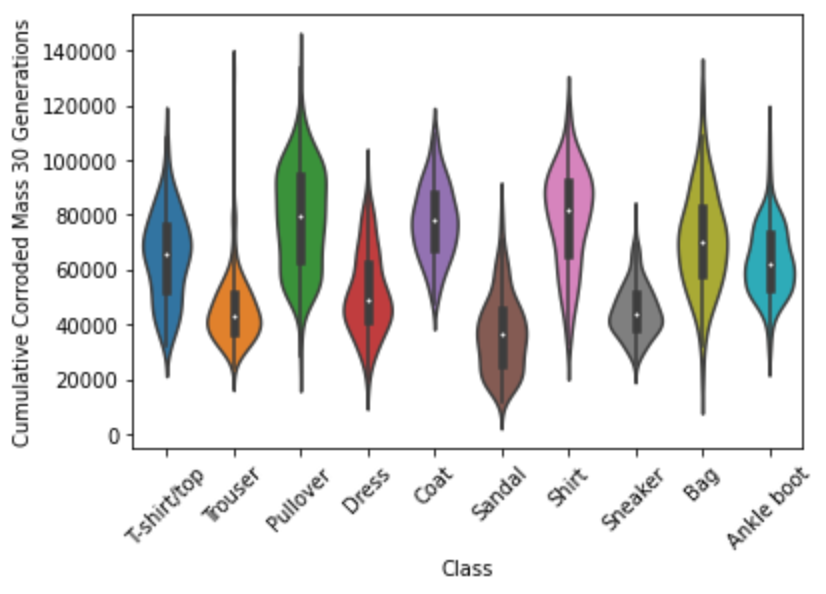 Cumulative Corroded Mass 30 Generations
140000
120000
100000
80000
60000
40000
20000
0
T-shirt/top
Trouser
Pullover
Dress
Coat
Sandal
Shirt
Sneaker
Bag
Ankle boot
Class